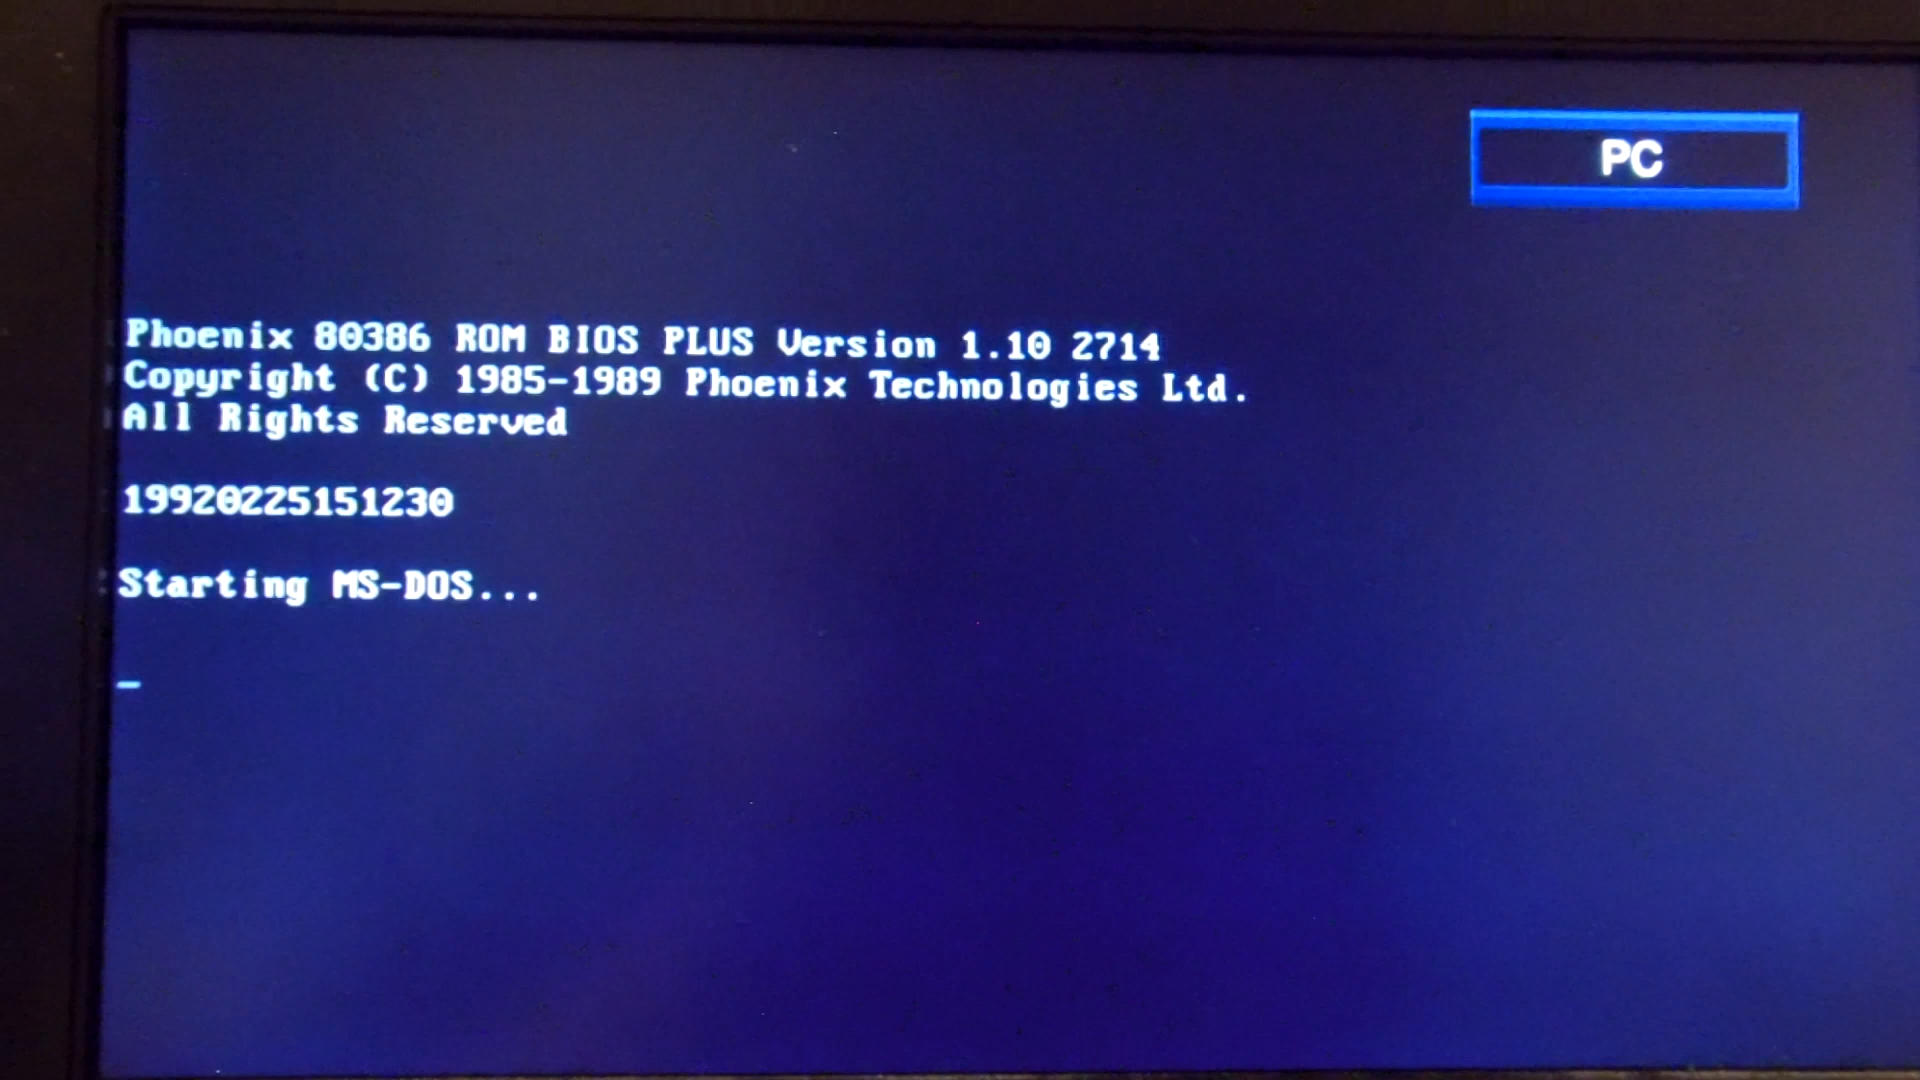 PC
Phoenix 80386 ROM BIOS PLUS Version 1.10 2714
Copyright (C) 1985-1989 Phoenix Technologies Ltd.
All Rights Reserved
19920225151230
Starting MS-DOS...
_